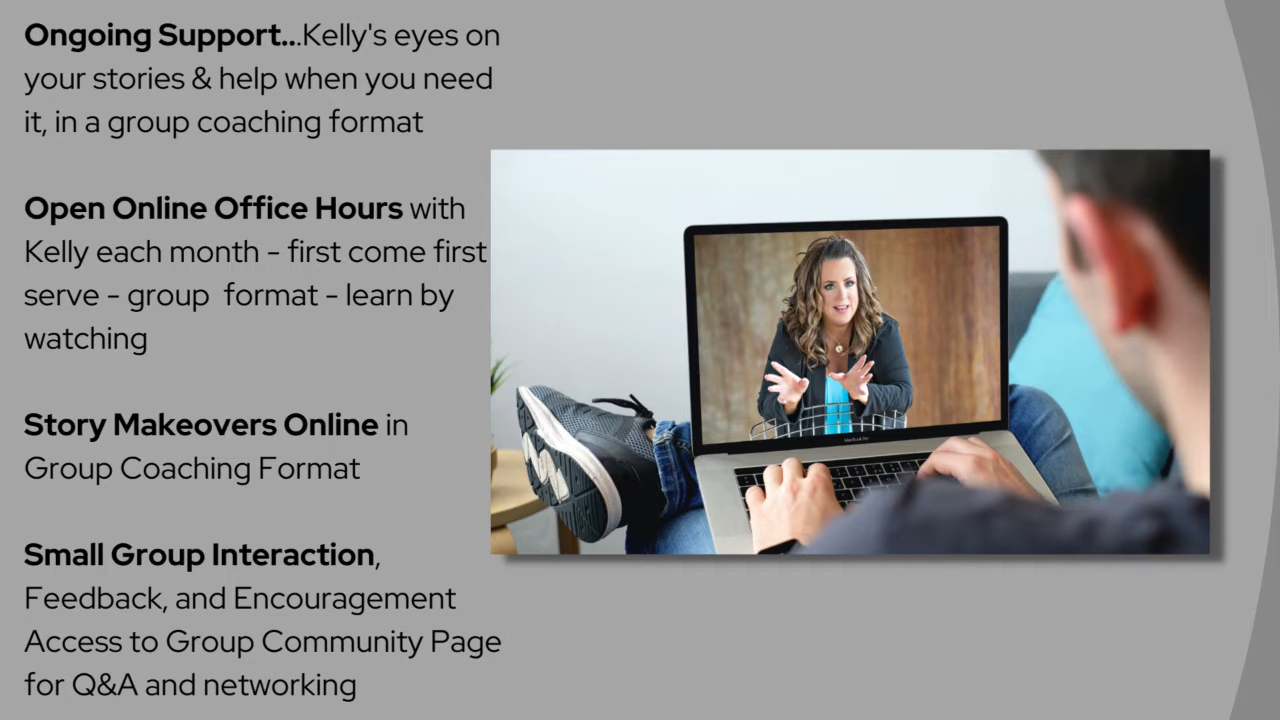 Ongoing Support...Kelly's eyes on
your stories & help when you need
it, in a group coaching format
Open Online Office Hours with
Kelly each month - first come first
serve - group format - learn by
watching
Story Makeovers Online in
Group Coaching Format
Small Group Interaction,
Feedback, and Encouragement
Access to Group Community Page
for Q&A and networking
MacBook Pro